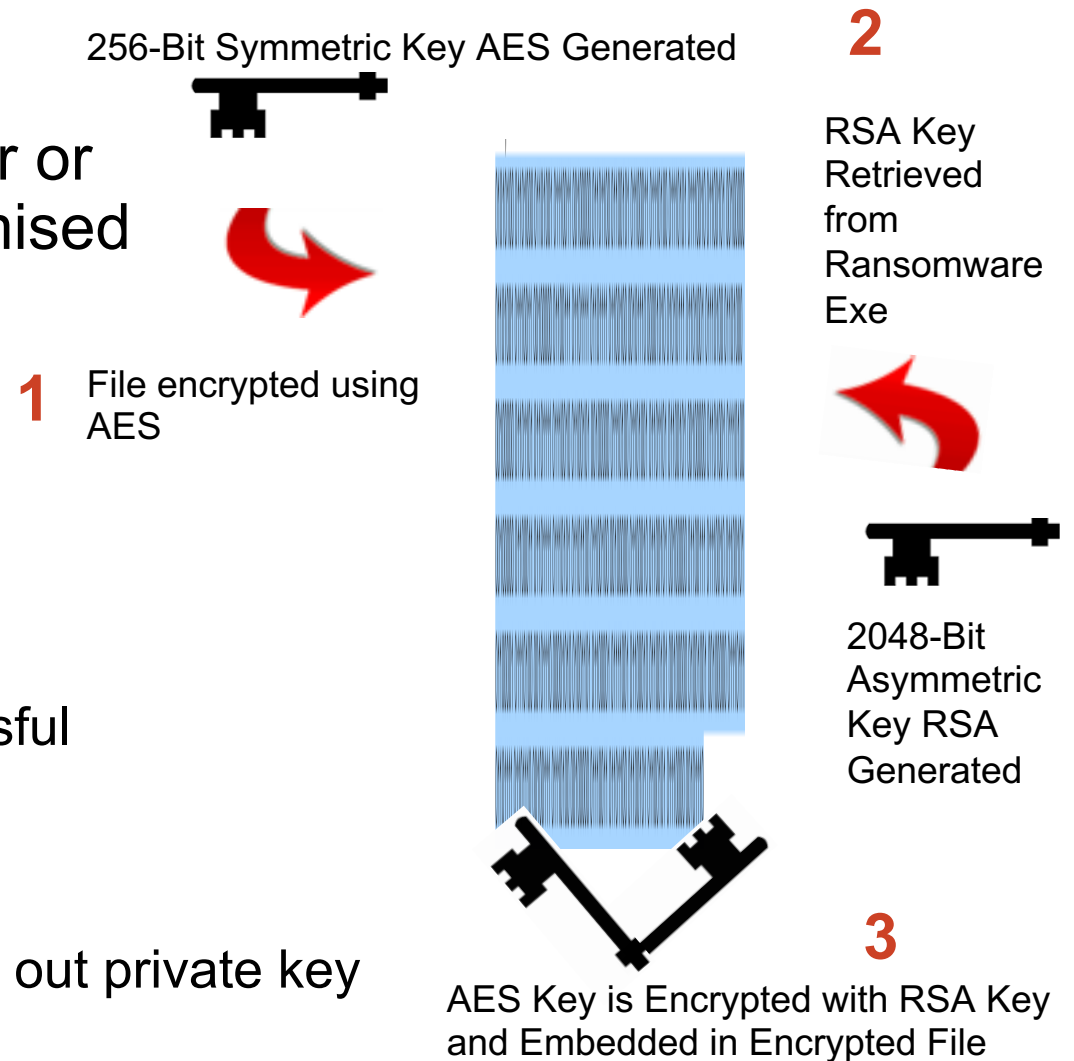 256-Bit Symmetric Key AES Generated
2
r or
nised
RSA Key
Retrieved
from
Ransomware
Exe
1
File encrypted using
AES
2048-Bit
Asymmetric
Key RSA
Generated
sful
out private key
3
AES Key is Encrypted with RSA Key
and Embedded in Encrypted File